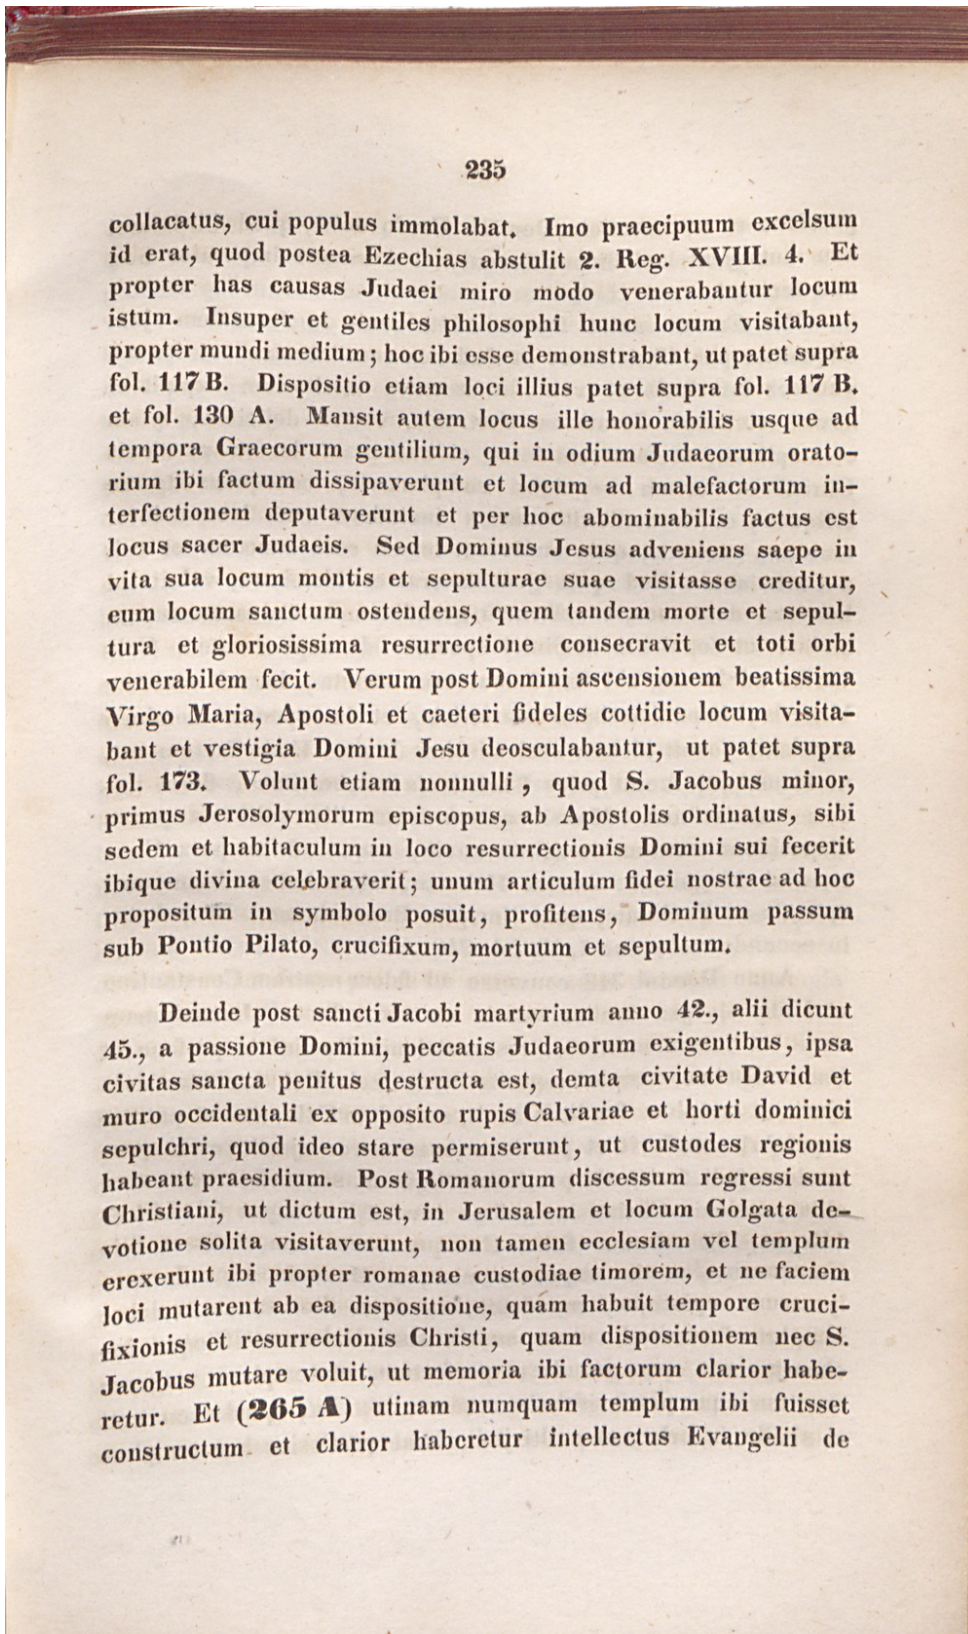 235
collacatus, cui populus immolabat. Imo praecipuum excelsum
id erat, quod postea Ezechias abstulit 2. Reg. XVIII. 4. Et
propter has causas Judaei miro modo venerabantur locum
istum. Insuper et gentiles philosophi hunc locum visitabant,
propter mundi medium; hoc ibi esse demonstrabant, ut patet supra
fol. 117 B. Dispositio etiam loci illius patet supra fol. 117 B.
et fol. 130 A. Mansit autem locus ille honorabilis usque ad
tempora Graecorum gentilium, qui in odium Judaeorum orato-
rium ibi factum dissipaverunt et locum ad malefactorum in-
terfectionem deputaverunt et per hoc abominabilis factus est
locus sacer Judaeis. Sed Dominus Jesus adveniens saepe in
vita sua locum montis et sepulturae suae visitasse creditur,
eum locum sanctum ostendens, quem tandem morte et sepul-
tura et gloriosissima resurrectione consecravit et toti orbi
venerabilem fecit. Verum post Domini ascensionem beatissima
Virgo Maria, Apostoli et caeteri fideles cottidie locum visita-
bant et vestigia Domini Jesu deosculabantur, ut patet supra
fol. 173. Volunt etiam nonnulli, quod S. Jacobus minor,
primus Jerosolymorum episcopus, ab Apostolis ordinatus, sibi
sedem et habitaculum in loco resurrectionis Domini sui fecerit
ibique divina celebraverit; unum articulum fidei nostrae ad hoc
propositum in symbolo posuit, profitens, Dominum passum
sub Pontio Pilato, crucifixum, mortuum et sepultum.
Deinde post sancti Jacobi martyrium anno 42., alii dicunt
45., a passione Domini, peccatis Judaeorum exigentibus, ipsa
civitas sancta penitus destructa est, demta civitate David et
muro occidentali ex opposito rupis Calvariae et horti dominici
sepulchri, quod ideo stare permiserunt, ut custodes regionis
habeant praesidium. Post Romanorum discessum regressi sunt
Christiani, ut dictum est, in Jerusalem et locum Golgata de-
votione solita visitaverunt, non tamen ecclesiam vel templum
erexerunt ibi propter romanae custodiae timorem, et ne faciem
loci mutarent ab ea dispositione, quam habuit tempore cruci-
fixionis et resurrectionis Christi, quam dispositionem nec S.
Jacobus mutare voluit, ut memoria ibi factorum clarior habe-
retur. Et (265 A) utinam numquam templum ibi fuisset
constructum et clarior haberetur intellectus Evangelii de